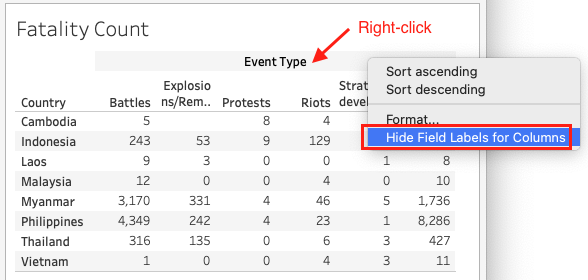 Fatality Count
Right-click
Event Type
Explosio Strat
Country Battles ns/Rem.. Protests Riots devel
Cambodia 5 8 4
Indonesia 243 53 9 129
Laos 9 3 0 0 1 8
Malaysia 12 0 0 4 0 10
Myanmar 3,170 331 4 46 5 1,736
Philippines 4,349 242 4 23 1 8,286
Thailand 316 135 0 6 3 427
Vietnam 1 0 0 4 3 11
Sort ascending
Sort descending
Format...
Hide Field Labels for Columns